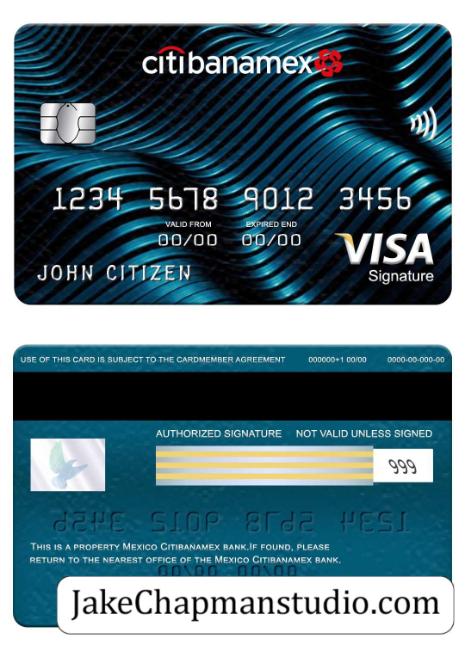 citibanamex
1234 5678 9012 3456
VALID FROM EXPIRED END
00/00 00/00
JOHN CITIZEN
VISA
Signature
USE OF THIS CARD IS SUBJECT TO THE CARDMEMBER AGREEMENT 000000+1 00/00 0000-00-000-00
AUTHORIZED SIGNATURE NOT VALID UNLESS SIGNED
999
THIS IS A PROPERTY MEXICO CITIBANAMEX BANK.IF FOUND, PLEASE
RETURN TO THE NEAREST OFFICE OF THE MEXICO CITIBANAMEX BANK.
JakeChapmanstudio.com